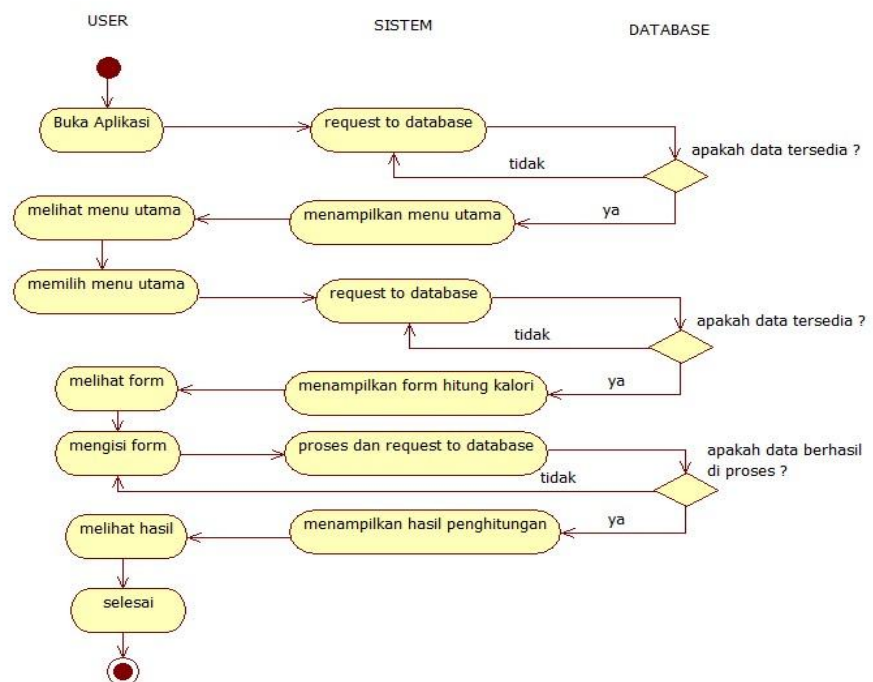 USER
SISTEM
DATABASE
Buka Aplikasi
request to database
apakah data tersedia ?
tidak
ya
melihat menu utama
menampilkan menu utama
memilih menu utama
request to database
apakah data tersedia ?
tidak
ya
melihat form
menampilkan form hitung kalori
mengisi form
proses dan request to database
apakah data berhasil
di proses ?
tidak
ya
melihat hasil
menampilkan hasil penghitungan
selesai